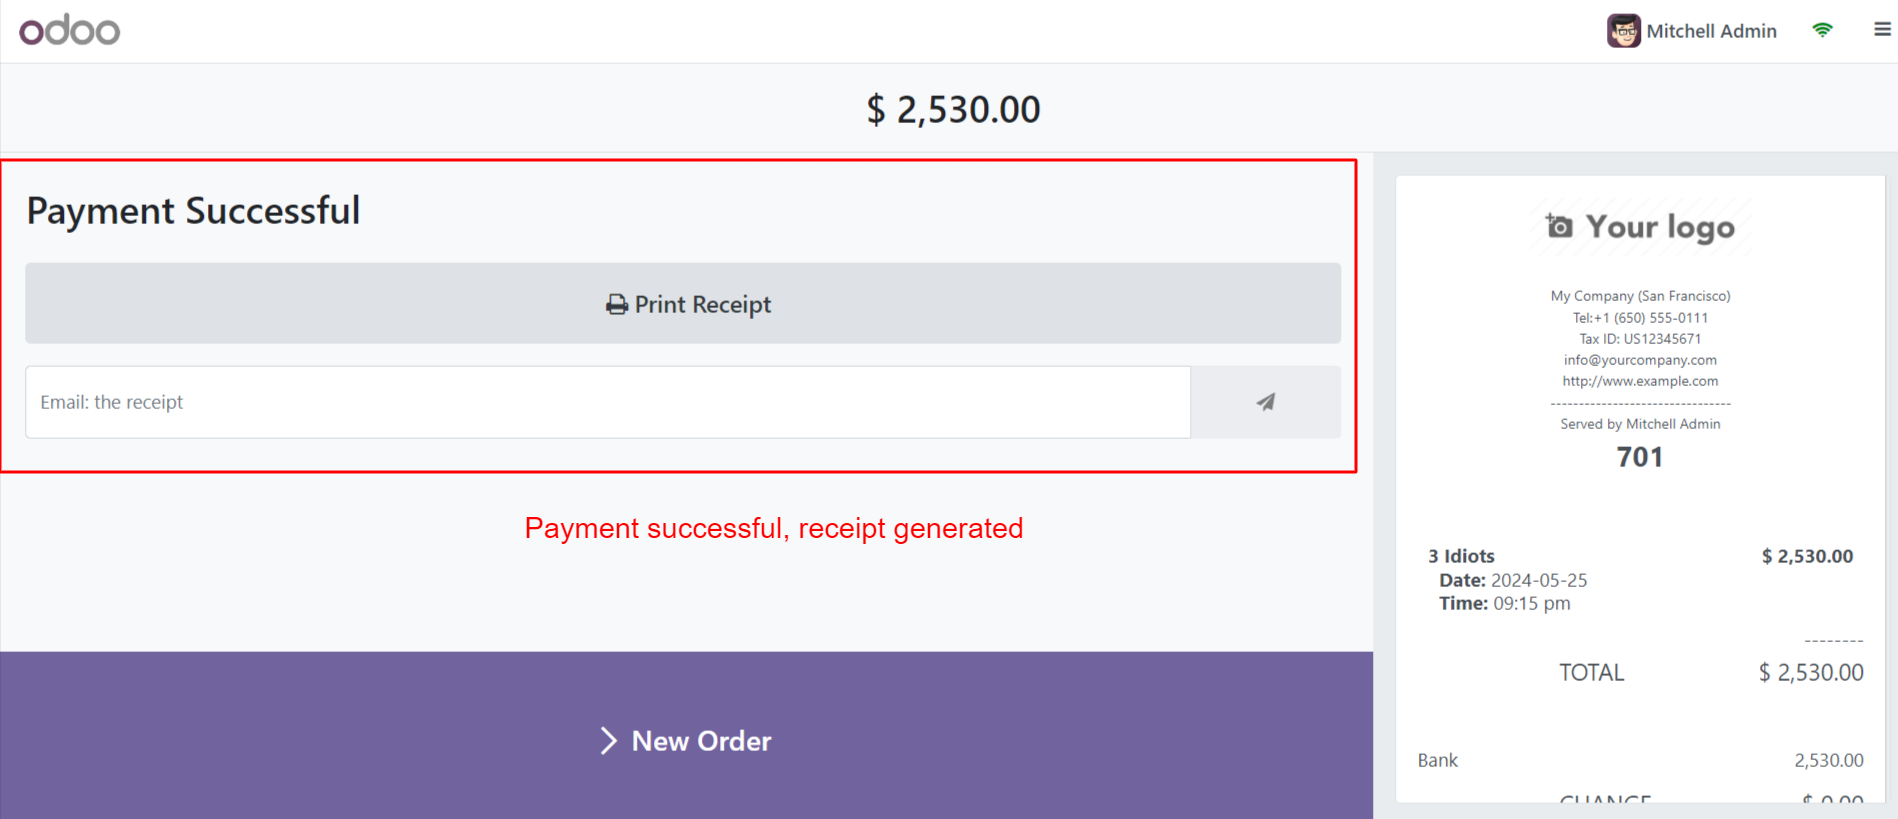 odoo
Mitchell Admin
$ 2,530.00
Payment Successful
Print Receipt
Email: the receipt
Payment successful, receipt generated
New Order
Your logo
My Company (San Francisco)
Tel:+1 (650) 555-0111
Tax ID: US12345671
info@yourcompany.com
http://www.example.com
--------------------------------
Served by Mitchell Admin
701
3 Idiots $ 2,530.00
Date: 2024-05-25
Time: 09:15 pm
--------
TOTAL $ 2,530.00
Bank 2,530.00
CHANGE $ 0.00